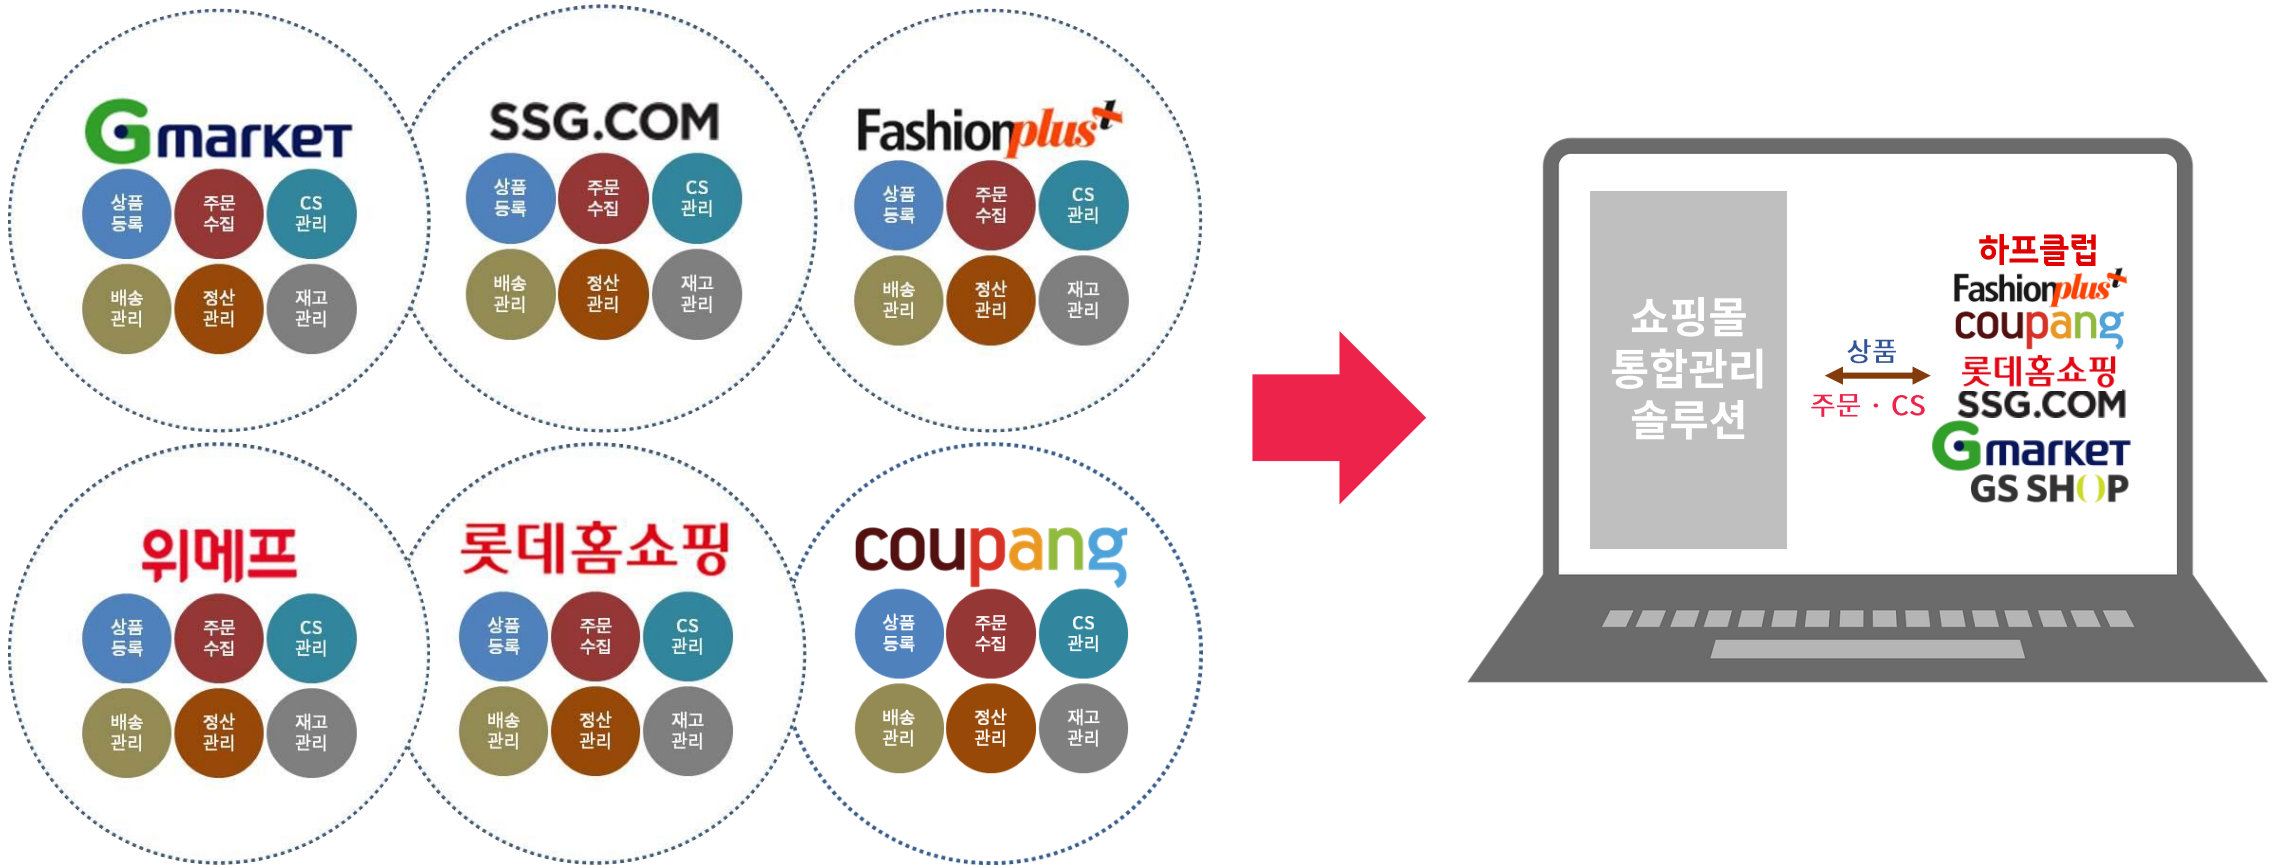 Gmarket
상품
등록
주문
수집
CS
관리
배송
관리
정산
관리
재고
관리
SSG.COM
상품
등록
주문
수집
CS
관리
배송
관리
정산
관리
재고
관리
Fashionplus
상품
등록
주문
수집
CS
관리
배송
관리
정산
관리
재고
관리
위메프
상품
등록
주문
수집
CS
관리
배송
관리
정산
관리
재고
관리
롯데홈쇼핑
상품
등록
주문
수집
CS
관리
배송
관리
정산
관리
재고
관리
coupang
상품
등록
주문
수집
CS
관리
배송
관리
정산
관리
재고
관리
쇼핑몰
통합관리
솔루션
상품
주문 · CS
하프클럽
Fashionplus
coupang
롯데홈쇼핑
SSG.COM
Gmarket
GS SHOP